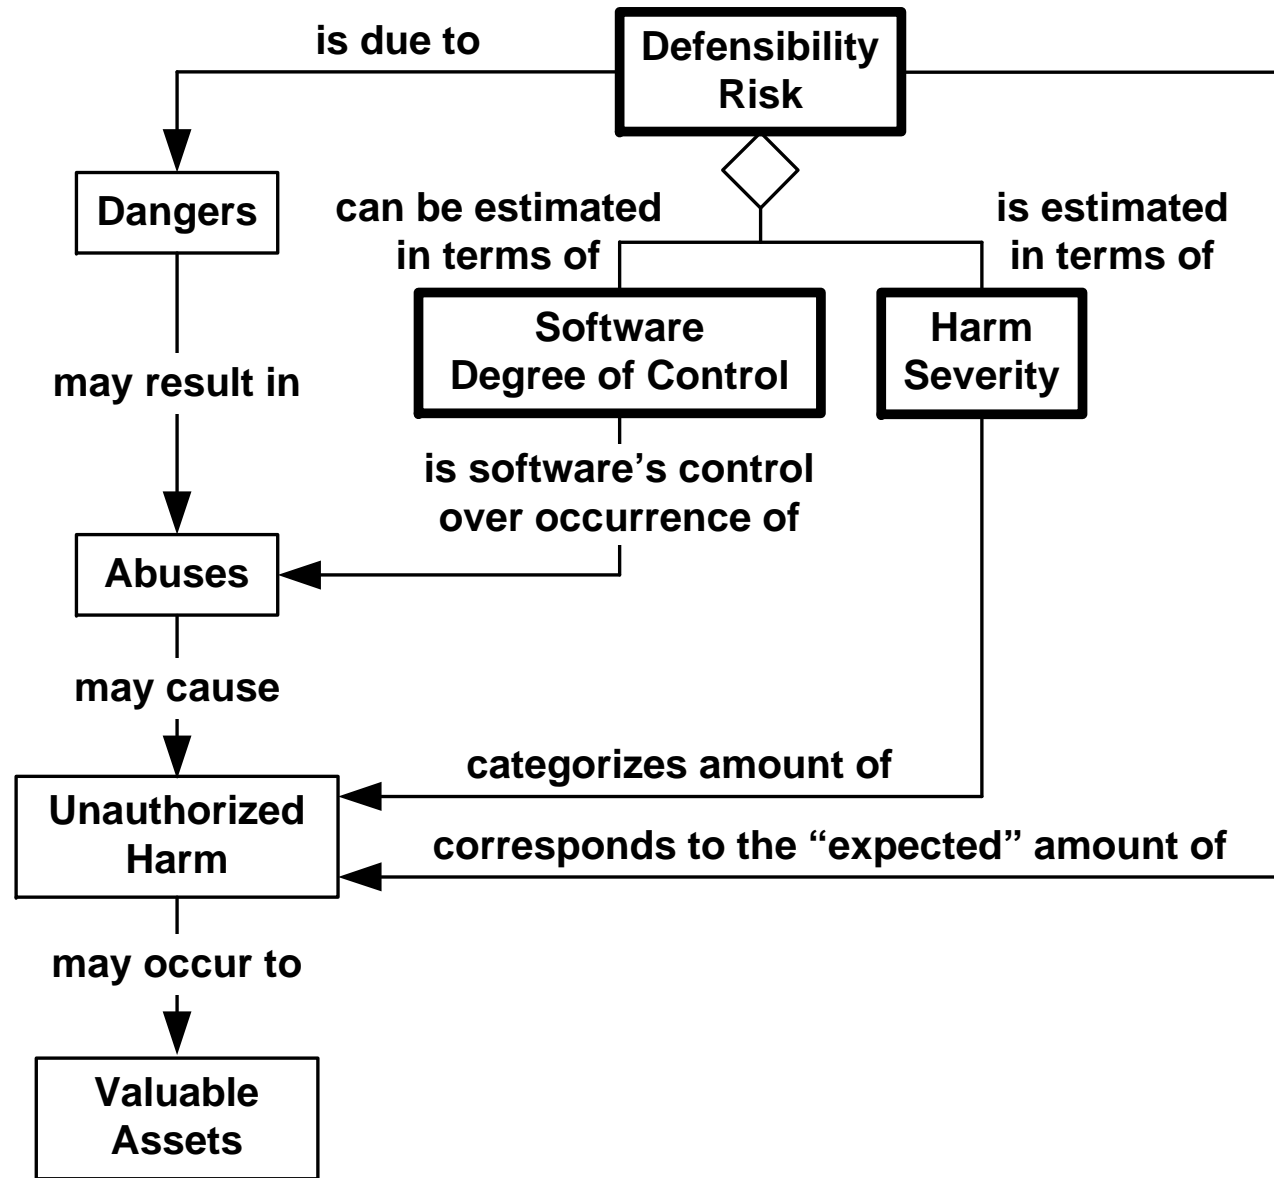 is due to
Defensibility
Risk
Dangers
can be estimated
in terms of
is estimated
in terms of
Software
Degree of Control
Harm
Severity
may result in
is software’s control
over occurrence of
Abuses
may cause
categorizes amount of
Unauthorized
Harm
corresponds to the “expected” amount of
may occur to
Valuable
Assets